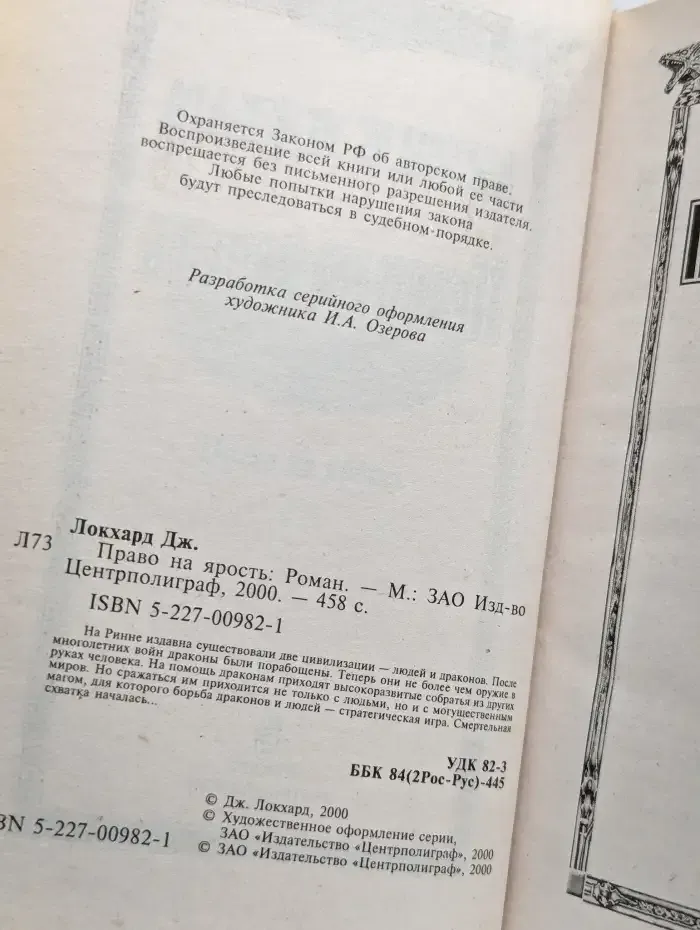 Охраняется Законом РФ об авторском праве.
Воспроизведение всей книги или любой ее части
воспрещается без письменного разрешения издателя.
Любые попытки нарушения закона
будут преследоваться в судебном порядке.
Разработка серийного оформления
художника И.А. Озерова
Л73
Локхард Дж.
Право на ярость: Роман. — М.: ЗАО Изд-во
Центрполиграф, 2000. — 458 с.
ISBN 5-227-00982-1
На Ринне издавна существовали две цивилизации — людей и драконов. После
многолетних войн драконы были порабощены. Теперь они не более чем оружие в
руках человека. На помощь драконам приходят высокоразвитые собратья из других
миров. Но сражаться им приходится не только с людьми, но и с могущественным
магом, для которого борьба драконов и людей — стратегическая игра. Смертельная
схватка началась...
УДК 82-3
ББК 84(2Рос-Рус)-445
© Дж. Локхард, 2000
© Художественное оформление серии,
ЗАО «Издательство «Центрполиграф», 2000
© ЗАО «Издательство «Центрполиграф», 2000
BN 5-227-00982-1